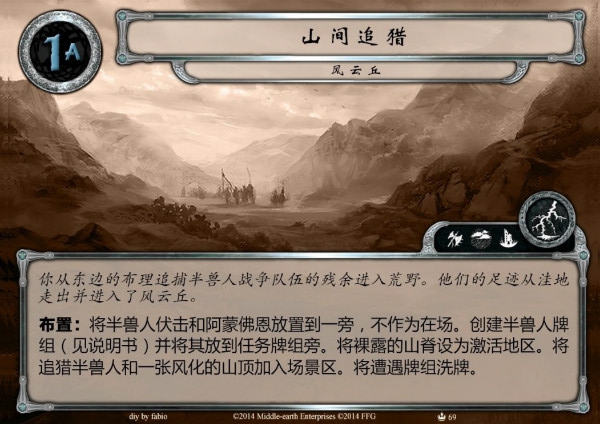 1A
山间追猎
风云丘
你从东边的布理追捕半兽人战争队伍的残余进入荒野。他们的足迹从洼地
走出并进入了风云丘。
布置：将半兽人伏击和阿蒙佛恩放置到一旁，不作为在场。创建半兽人牌
组（见说明书）并将其放到任务牌组旁。将裸露的山脊设为激活地区。将
追猎半兽人和一张风化的山顶加入场景区。将遭遇牌组洗牌。
diy by fabio
©2014 Middle-earth Enterprises ©2014 FFG
69